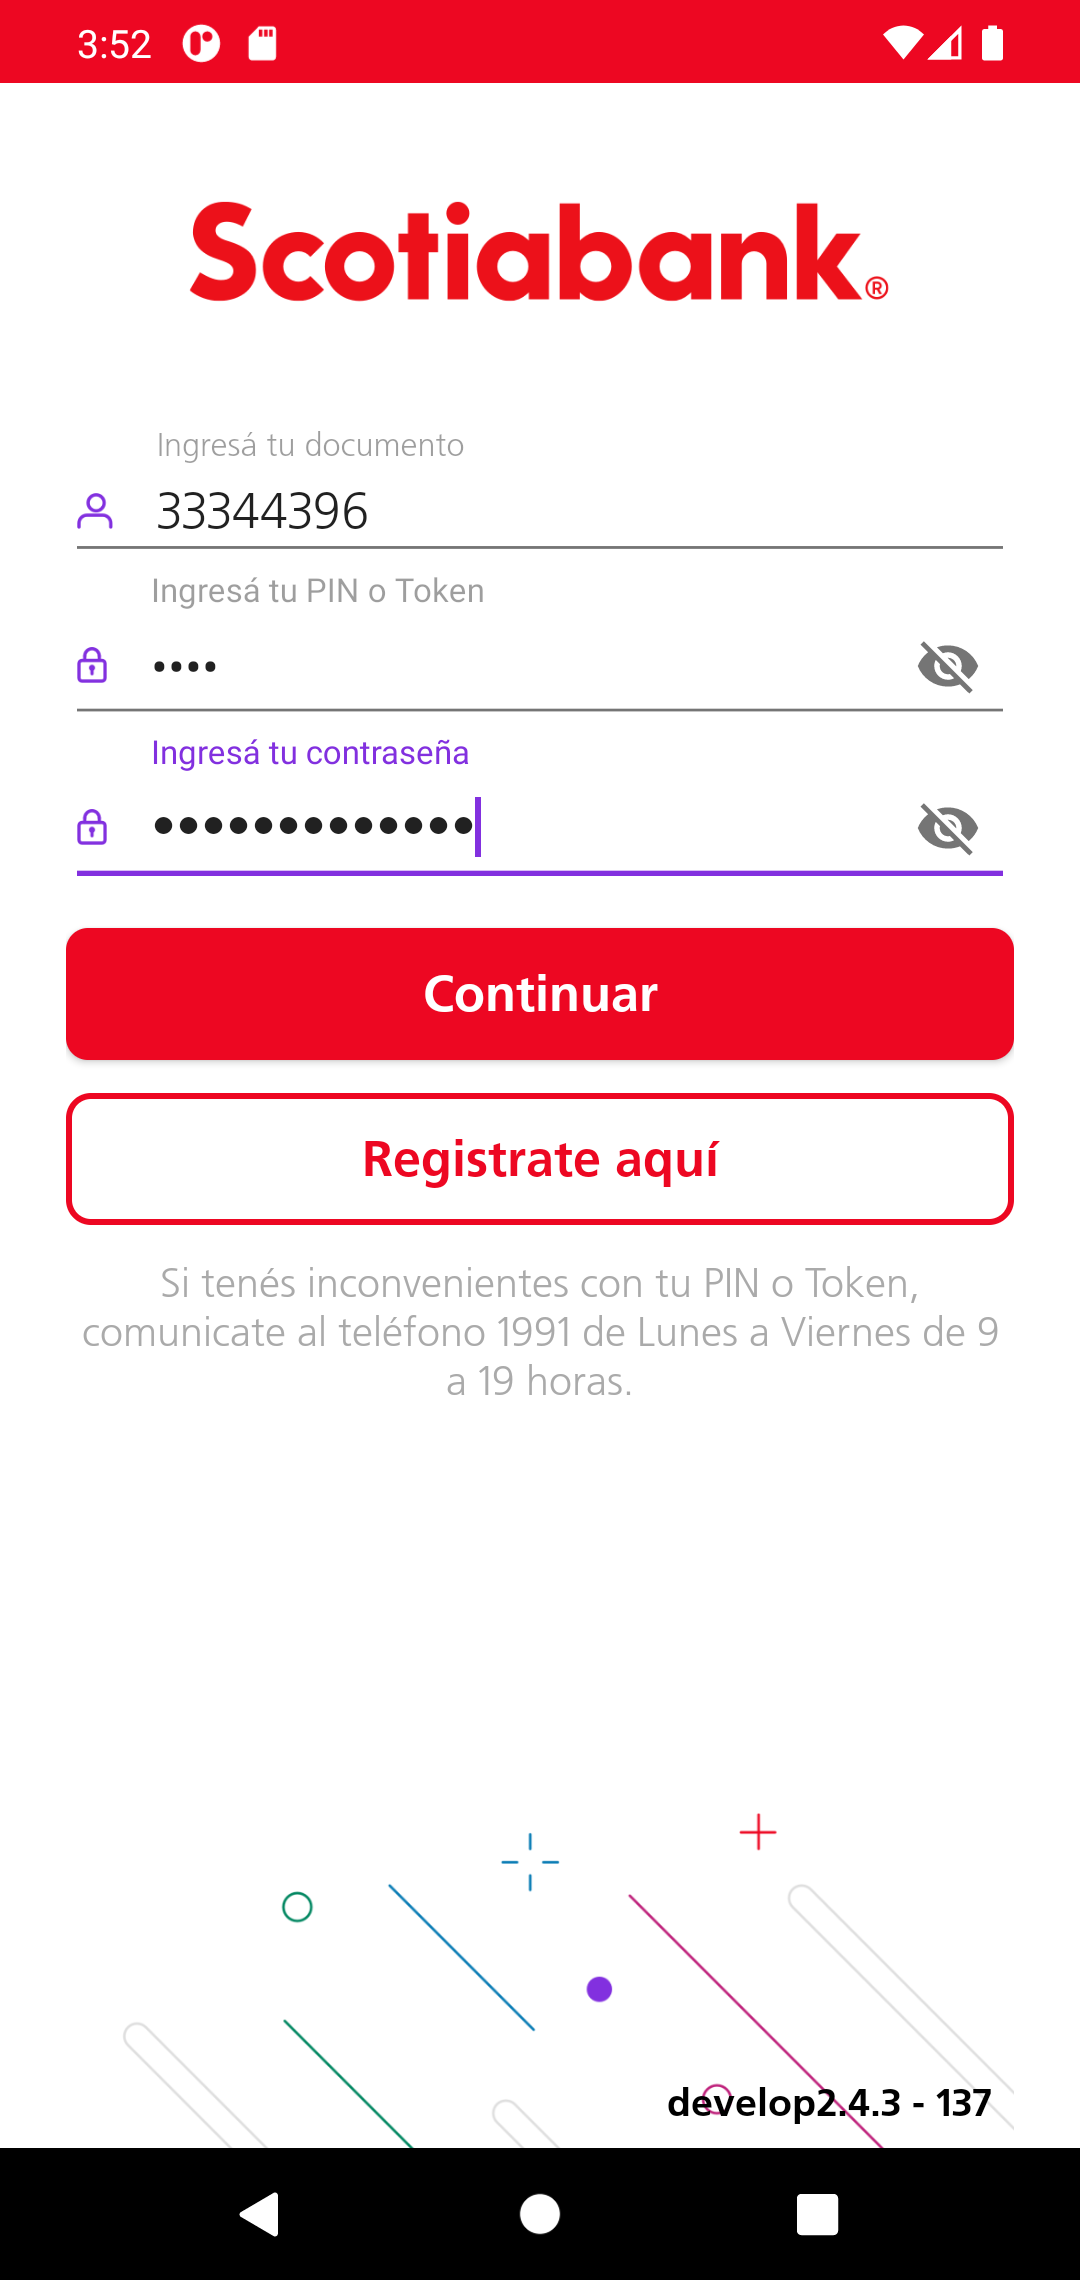 3:52
Scotiabank®
Ingresá tu documento
33344396
Ingresá tu PIN o Token
••••
Ingresá tu contraseña
•••••••••••••
Continuar
Registrate aquí
Si tenés inconvenientes con tu PIN o Token,
comunicate al teléfono 1991 de Lunes a Viernes de 9
a 19 horas.
develop2.4.3 - 137